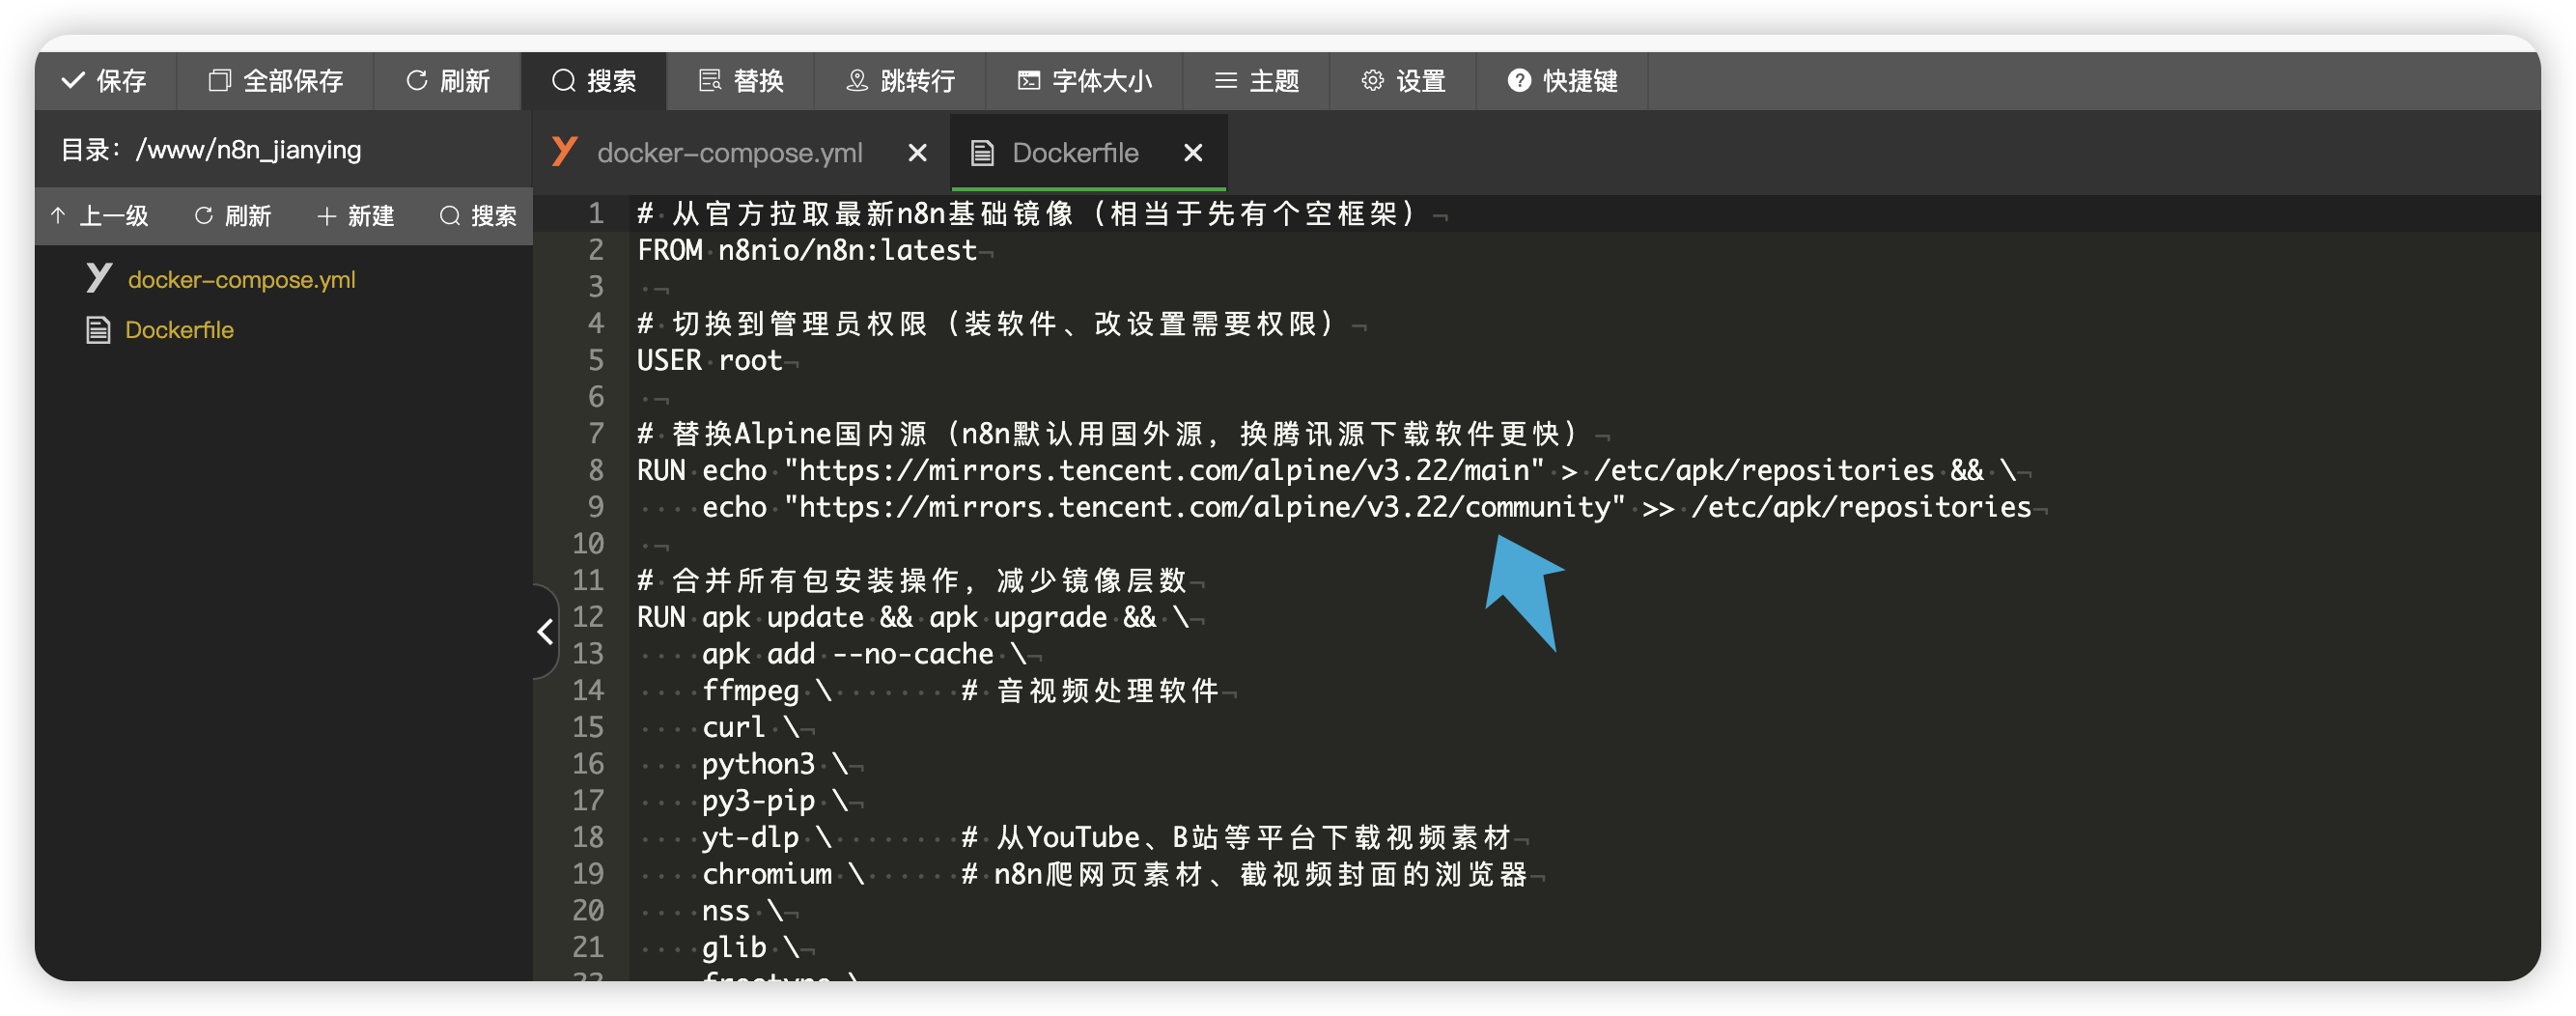 保存 全部保存 刷新 搜索 替换 跳转行 字体大小 主题 设置 快捷键
目录：/www/n8n_jianying
docker-compose.yml Dockerfile
上一级 刷新 新建 搜索
docker-compose.yml
Dockerfile
1 # 从官方拉取最新n8n基础镜像（相当于先有个空框架）
2 FROM n8nio/n8n:latest
3
4 # 切换到管理员权限（装软件、改设置需要权限）
5 USER root
6
7 # 替换Alpine国内源（n8n默认用国外源，换腾讯源下载软件更快）
8 RUN echo "https://mirrors.tencent.com/alpine/v3.22/main" > /etc/apk/repositories && \
9     echo "https://mirrors.tencent.com/alpine/v3.22/community" >> /etc/apk/repositories
10
11 # 合并所有包安装操作，减少镜像层数
12 RUN apk update && apk upgrade && \
13     apk add --no-cache \
14     ffmpeg \        # 音视频处理软件
15     curl \
16     python3 \
17     py3-pip \
18     yt-dlp \        # 从YouTube、B站等平台下载视频素材
19     chromium \      # n8n爬网页素材、截视频封面的浏览器
20     nss \
21     glib \